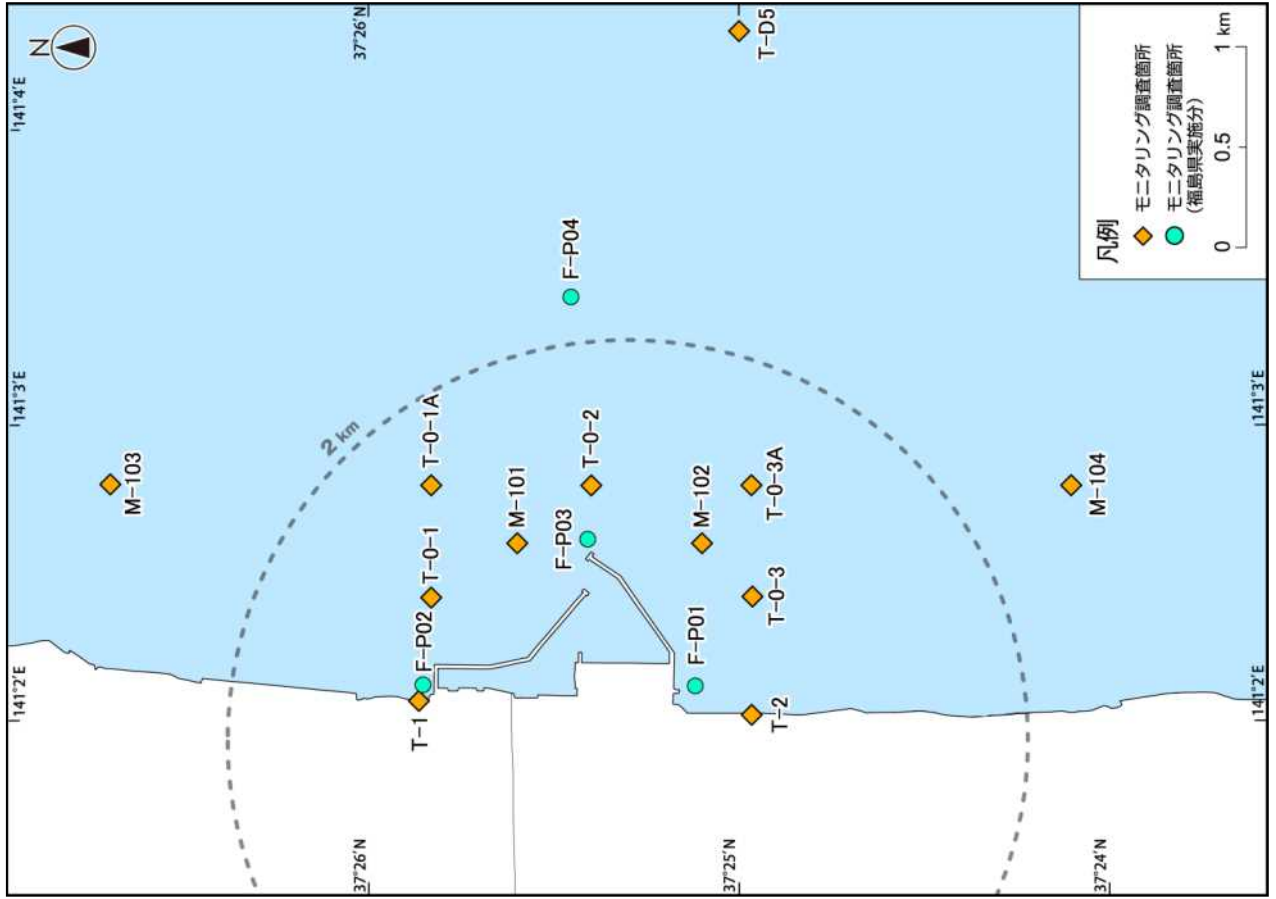 N
141°2′E
141°3′E
141°4′E
37°26′N
37°26′N
37°25′N
37°24′N
141°2′E
141°3′E
2 km
M-103
T-1
F-P02
T-0-1
T-0-1A
M-101
F-P03
T-0-2
F-P04
F-P01
M-102
T-2
T-0-3
T-0-3A
T-D5
M-104
凡例
モニタリング調査箇所
モニタリング調査箇所
（福島県実施分）
0 0.5 1 km